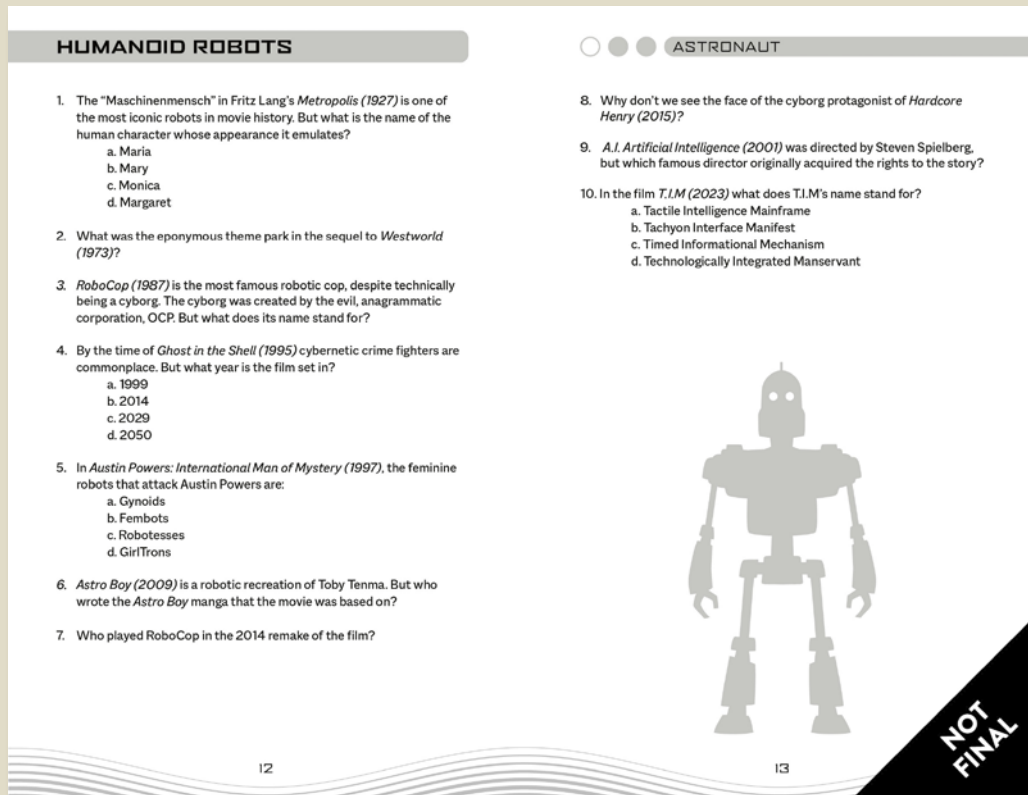 HUMANOID ROBOTS
1. The “Maschinenmensch” in Fritz Lang’s Metropolis (1927) is one of
the most iconic robots in movie history. But what is the name of the
human character whose appearance it emulates?
a. Maria
b. Mary
c. Monica
d. Margaret
2. What was the eponymous theme park in the sequel to Westworld
(1973)?
3. RoboCop (1987) is the most famous robotic cop, despite technically
being a cyborg. The cyborg was created by the evil, anagrammatic
corporation, OCP. But what does its name stand for?
4. By the time of Ghost in the Shell (1995) cybernetic crime fighters are
commonplace. But what year is the film set in?
a. 1999
b. 2014
c. 2029
d. 2050
5. In Austin Powers: International Man of Mystery (1997), the feminine
robots that attack Austin Powers are:
a. Gynoids
b. Fembots
c. Robotesses
d. GirlTrons
6. Astro Boy (2009) is a robotic recreation of Toby Tenma. But who
wrote the Astro Boy manga that the movie was based on?
7. Who played RoboCop in the 2014 remake of the film?
12
ASTRONAUT
8. Why don’t we see the face of the cyborg protagonist of Hardcore
Henry (2015)?
9. A.I. Artificial Intelligence (2001) was directed by Steven Spielberg,
but which famous director originally acquired the rights to the story?
10. In the film T.I.M (2023) what does T.I.M’s name stand for?
a. Tactile Intelligence Mainframe
b. Tachyon Interface Manifest
c. Timed Informational Mechanism
d. Technologically Integrated Manservant
13
NOT
FINAL